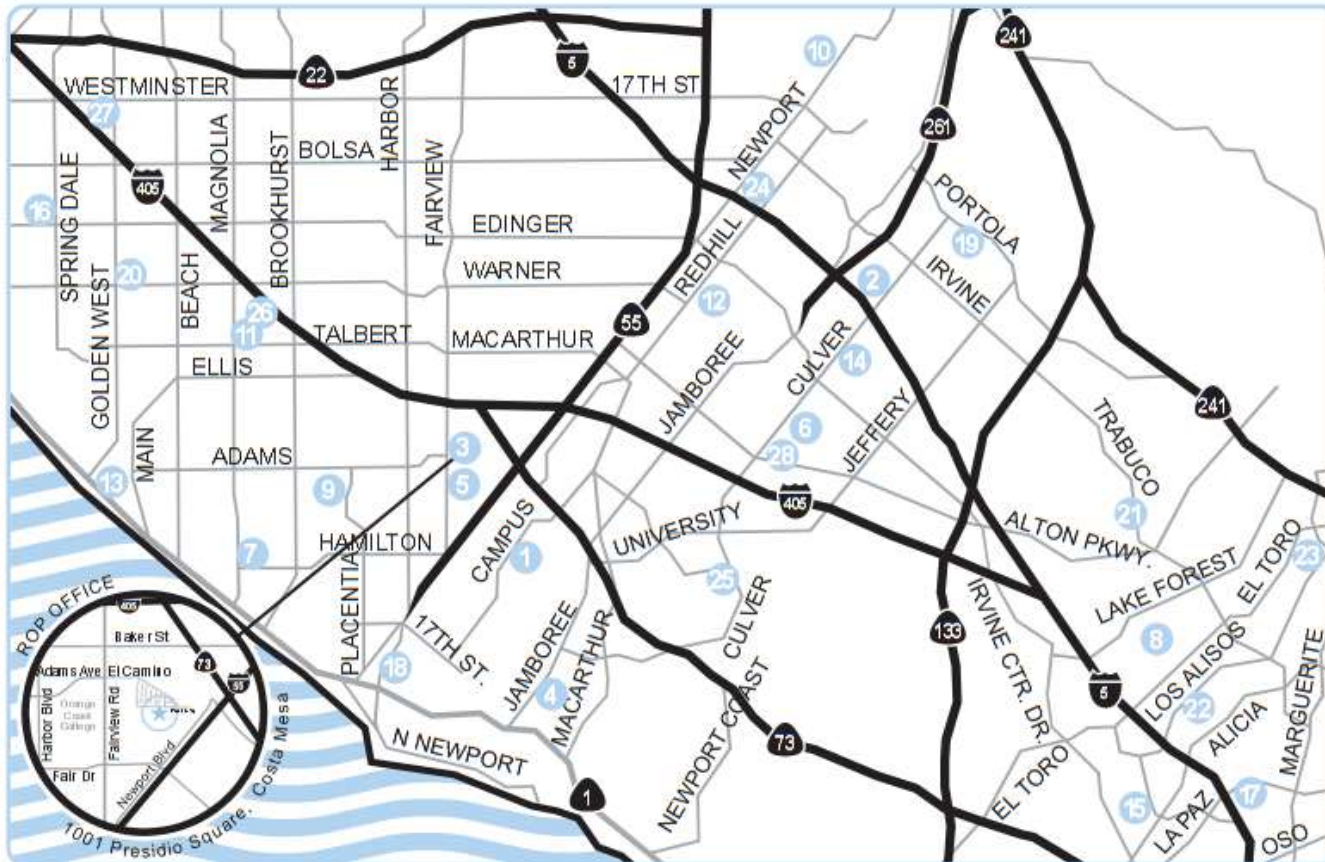 241
10
5
22
17TH ST
WESTMINSTER
27
NEWPORT
261
HARBOR
MAGNOLIA
BOLSA
BROOKHURST
FAIRVIEW
405
24
PORTOLA
16
SPRING DALE
EDINGER
19
REDHILL
IRVINE
20
WARNER
2
BEACH
12
26
11
TALBERT
55
MACARTHUR
GOLDEN WEST
ELLIS
JAMBOREE
CULVER
14
241
JEFFERY
TRABUCO
MAIN
ADAMS
3
6
28
13
9
5
405
21
CAMPUS
UNIVERSITY
ALTON PKWY.
7
HAMILTON
1
EL TORO
23
PLACENTIA
25
LAKE FOREST
CULVER
133
IRVINE CTR. DR.
8
17TH ST.
18
JAMBOREE
4
MACARTHUR
LOS ALISOS
5
22
MARGUERITE
ALICIA
N NEWPORT
NEWPORT COAST
73
EL TORO
1
15
LA PAZ
17
OSO
ROP OFFICE
405
Baker St
73
Adams Ave
El Camino
55
Harbor Blvd
Orange
Coast
College
Fairview Rd
Newport Blvd
Fair Dr
1001 Presidio Square, Costa Mesa